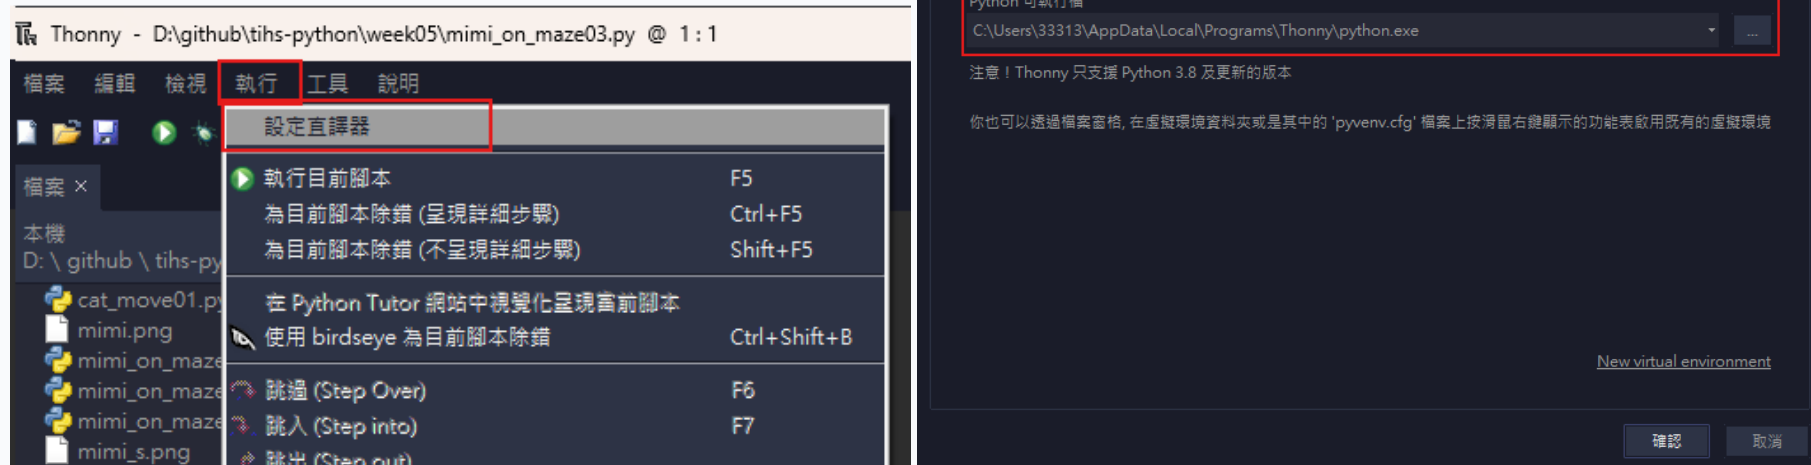 Thonny - D:\github\tihs-python\week05\mimi_on_maze03.py @ 1:1
檔案 編輯 檢視 執行 工具 說明
設定直譯器
檔案 ×
執行目前腳本 F5
為目前腳本除錯 (呈現詳細步驟) Ctrl+F5
為目前腳本除錯 (不呈現詳細步驟) Shift+F5
本機
D: \ github \ tihs-py
在 Python Tutor 網站中視覺化呈現當前腳本
使用 birdseye 為目前腳本除錯 Ctrl+Shift+B
cat_move01.py
mimi.png
mimi_on_maze
mimi_on_maze
mimi_on_maze
mimi_s.png
跳過 (Step Over) F6
跳入 (Step into) F7
跳出 (Step out)
Python 可執行檔
C:\Users\33313\AppData\Local\Programs\Thonny\python.exe
...
注意！Thonny 只支援 Python 3.8 及更新的版本
你也可以透過檔案窗格, 在虛擬環境資料夾或是其中的 'pyvenv.cfg' 檔案上按滑鼠右鍵顯示的功能表啟用既有的虛擬環境
New virtual environment
確認 取消